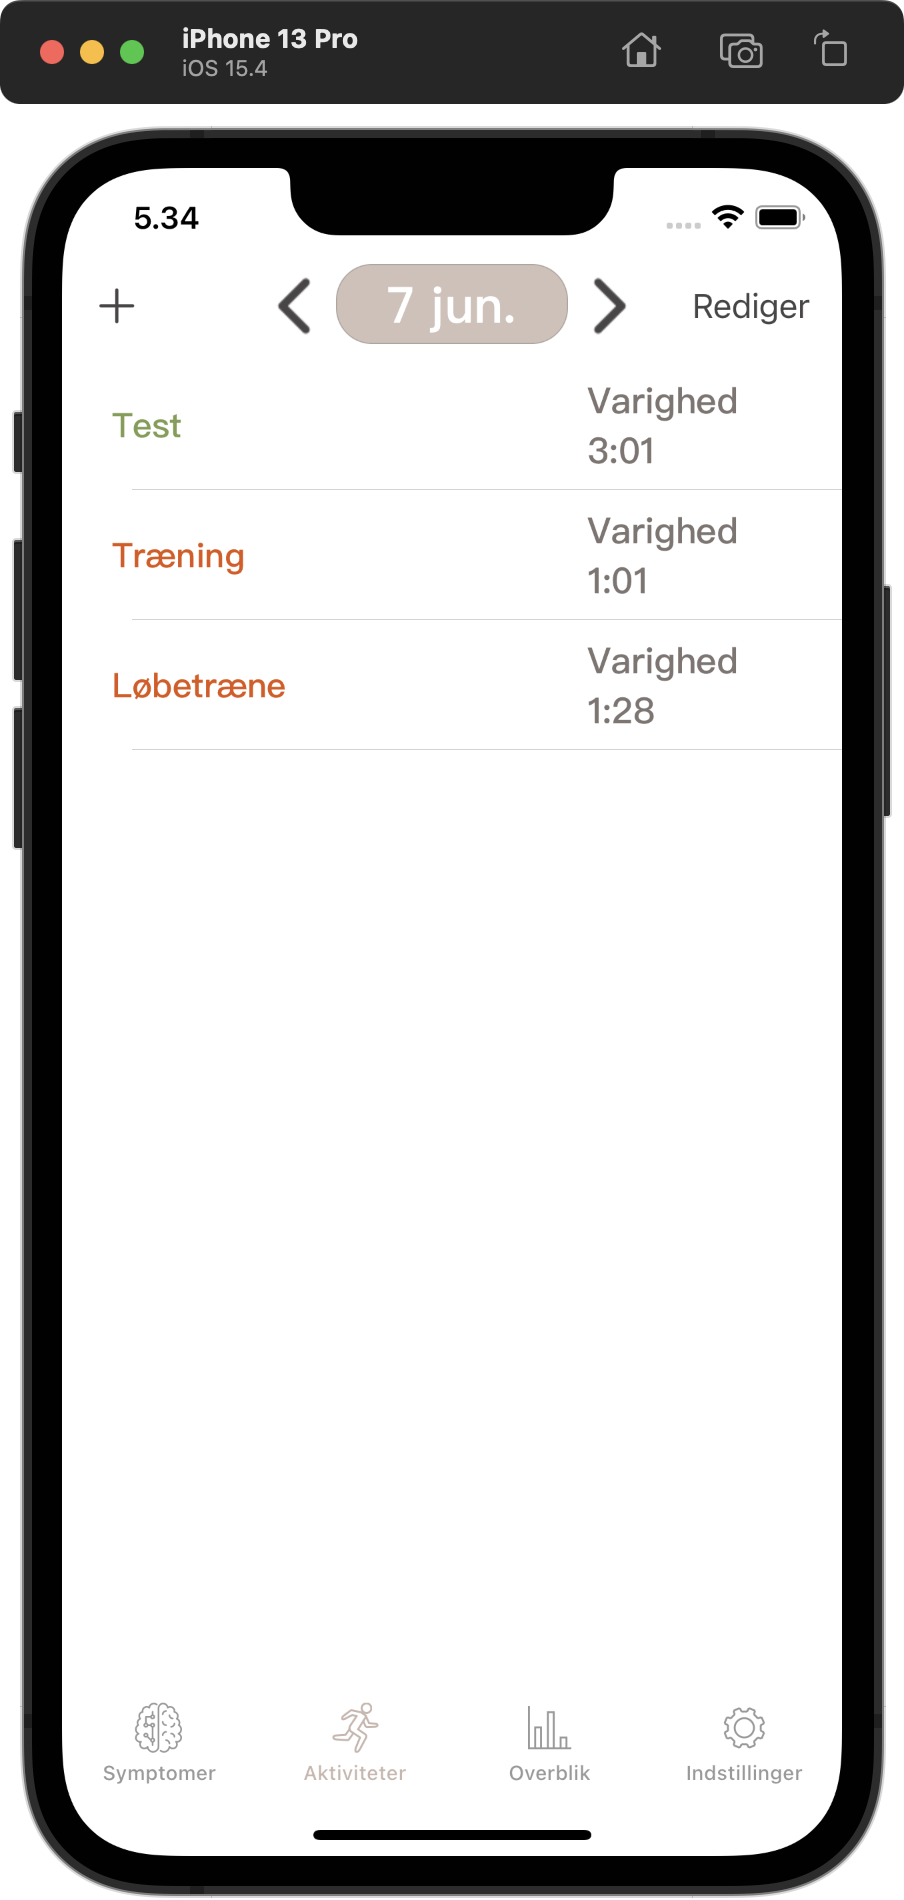 iPhone 13 Pro
iOS 15.4
5.34
7 jun.
Rediger
Test
Varighed
3:01
Træning
Varighed
1:01
Løbetræne
Varighed
1:28
Symptomer
Aktiviteter
Overblik
Indstillinger